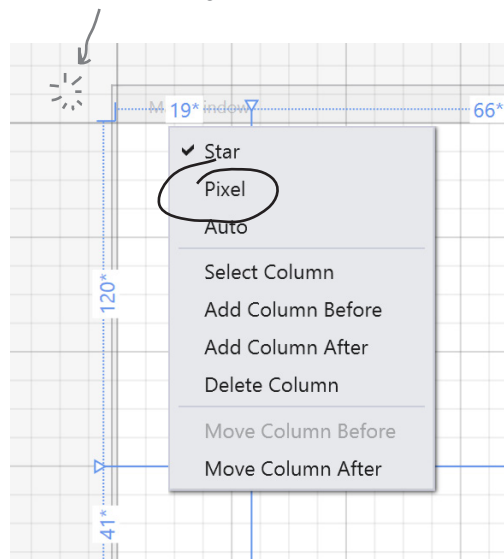 19*
66*
✔ Star
Pixel
Auto
Select Column
Add Column Before
Add Column After
Delete Column
Move Column Before
Move Column After
120*
41*